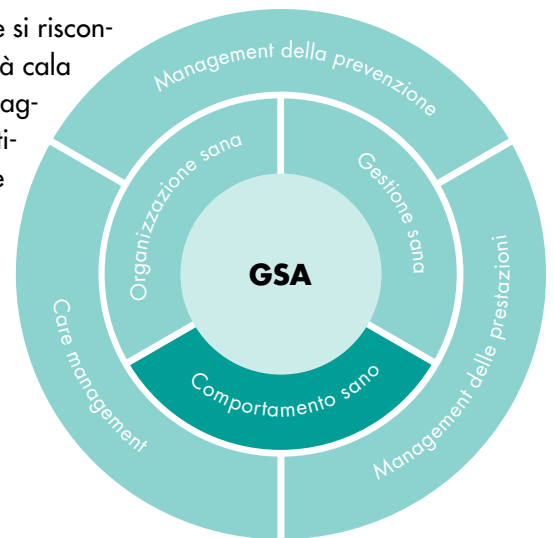 e si riscon-
à cala
ag-
ti-
e
Management della prevenzione
Organizzazione sana
Gestione sana
GSA
Comportamento sano
Care management
Management delle prestazioni